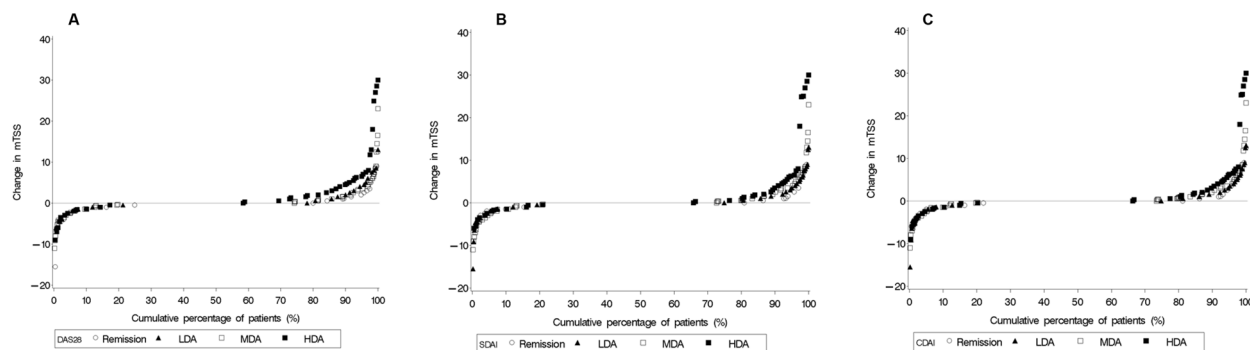 A
Change in mTSS
40
30
20
10
0
−10
−20
0 10 20 30 40 50 60 70 80 90 100
Cumulative percentage of patients (%)
DAS28 Remission LDA MDA HDA
B
Change in mTSS
40
30
20
10
0
−10
−20
0 10 20 30 40 50 60 70 80 90 100
Cumulative percentage of patients (%)
SDAI Remission LDA MDA HDA
C
Change in mTSS
40
30
20
10
0
−10
−20
0 10 20 30 40 50 60 70 80 90 100
Cumulative percentage of patients (%)
CDAI Remission LDA MDA HDA